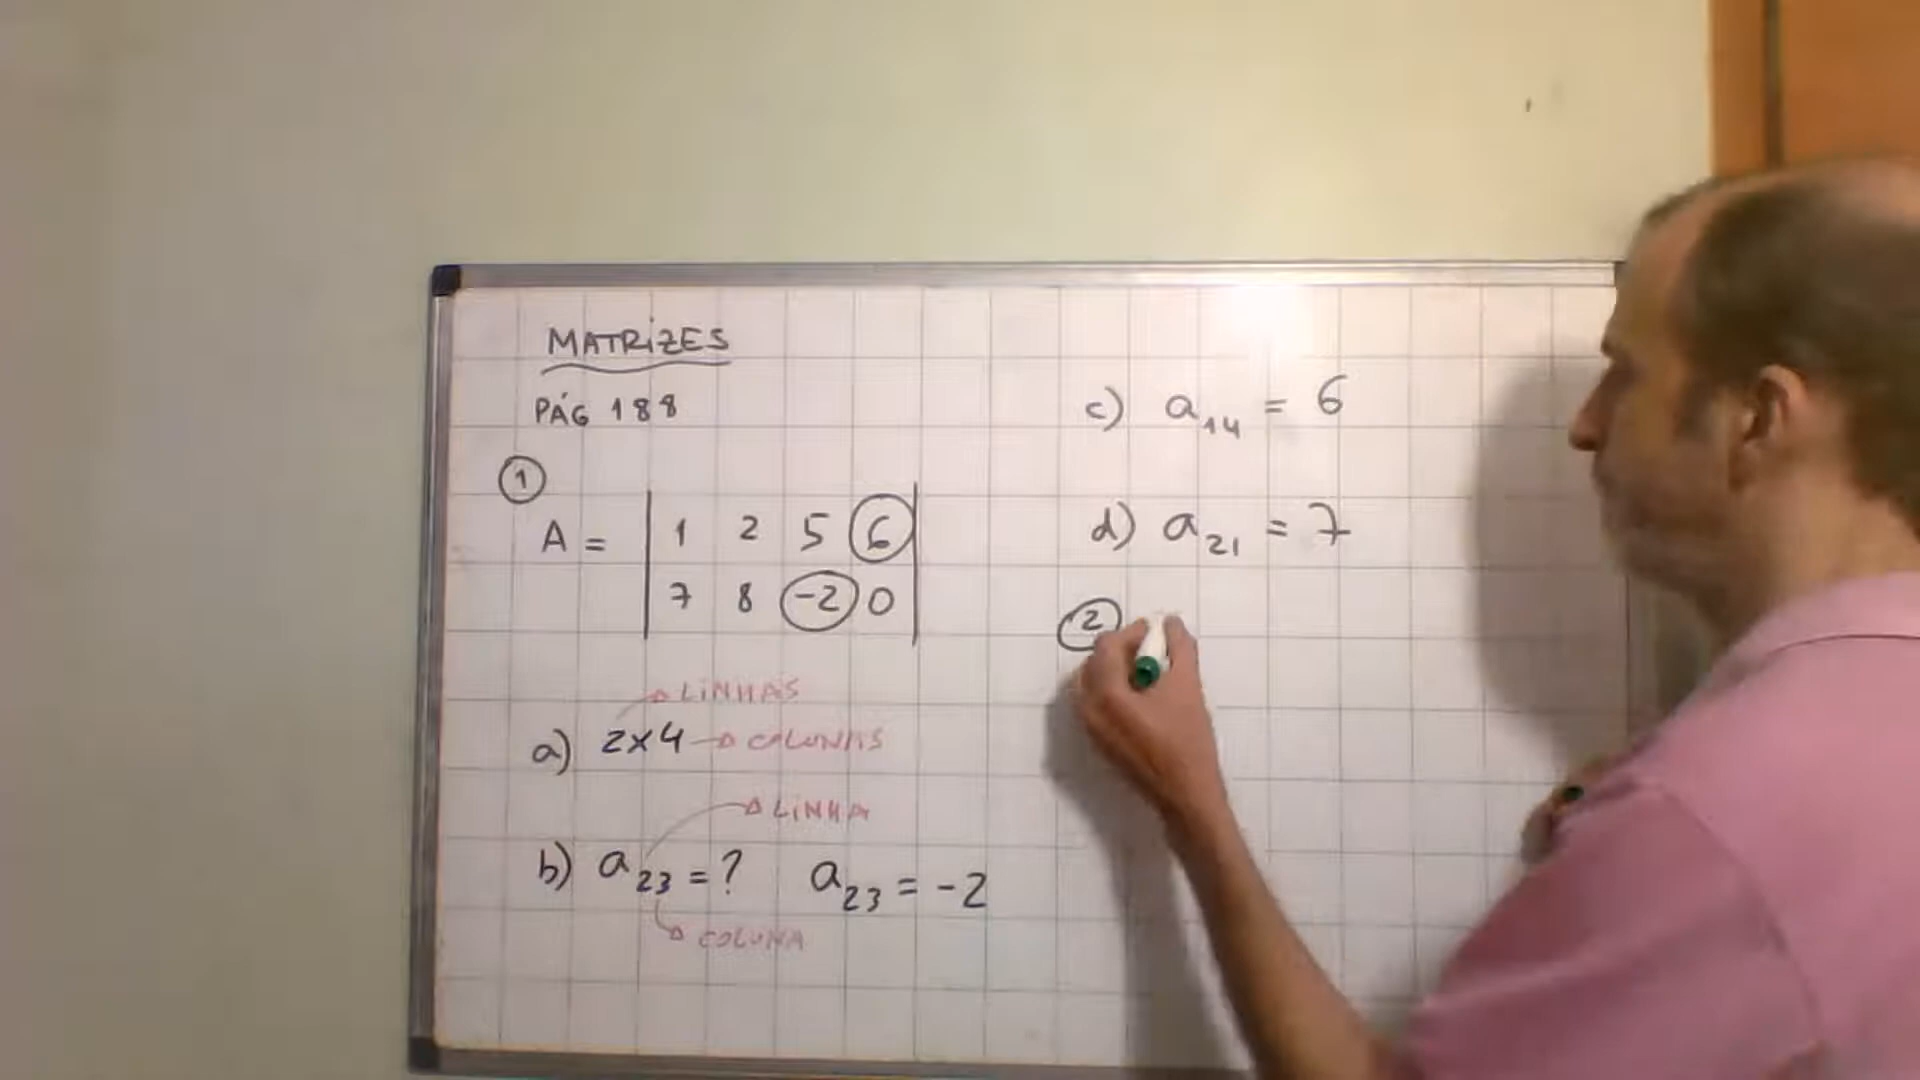 MATRIZES
PÁG 188
1
A = | 1 2 5 6 |
| 7 8 -2 0 |
LINHAS
a) 2x4 COLUNAS
LINHA
b) a23 = ? a23 = -2
COLUNA
c) a14 = 6
d) a21 = 7
2